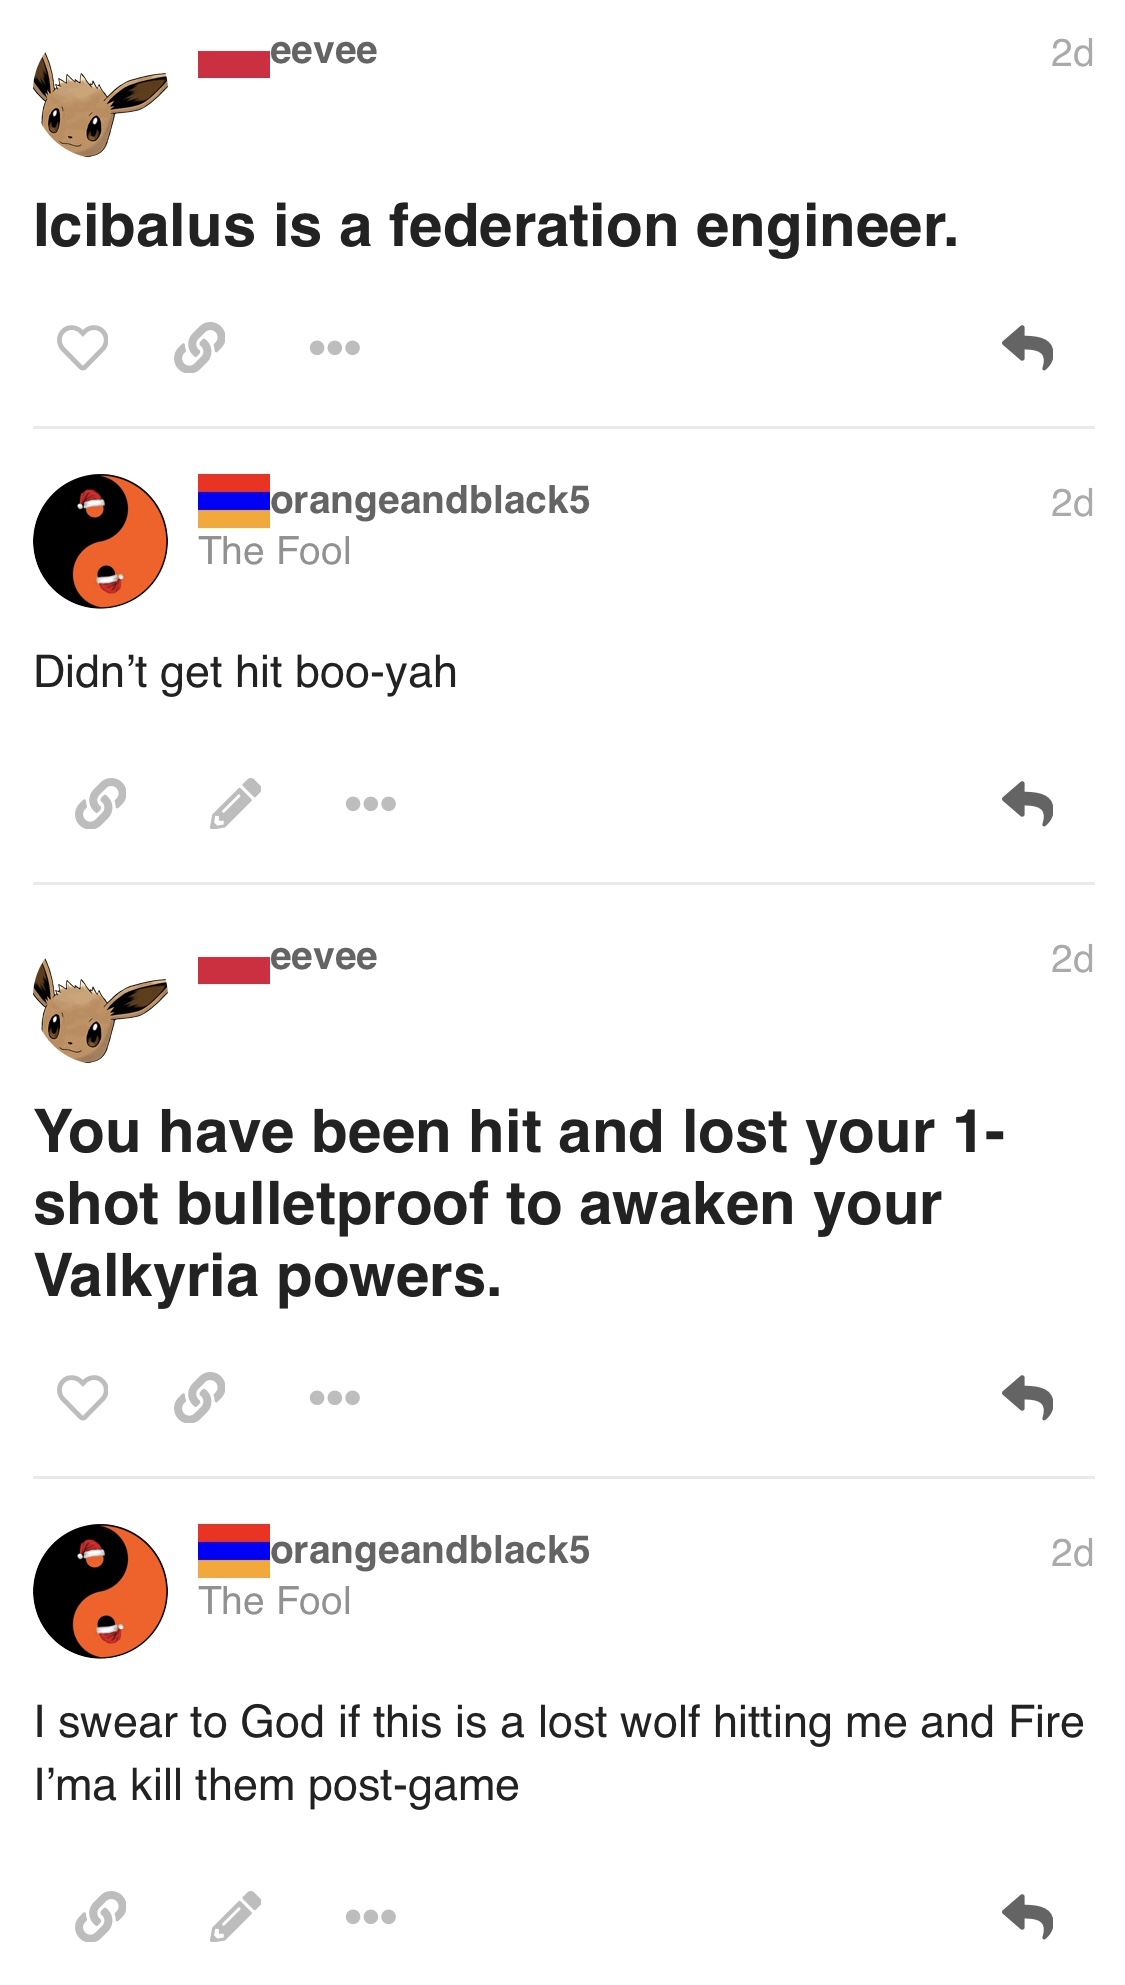 eevee 2d
Icibalus is a federation engineer.
orangeandblack5 2d
The Fool
Didn’t get hit boo-yah
eevee 2d
You have been hit and lost your 1-
shot bulletproof to awaken your
Valkyria powers.
orangeandblack5 2d
The Fool
I swear to God if this is a lost wolf hitting me and Fire
I’ma kill them post-game